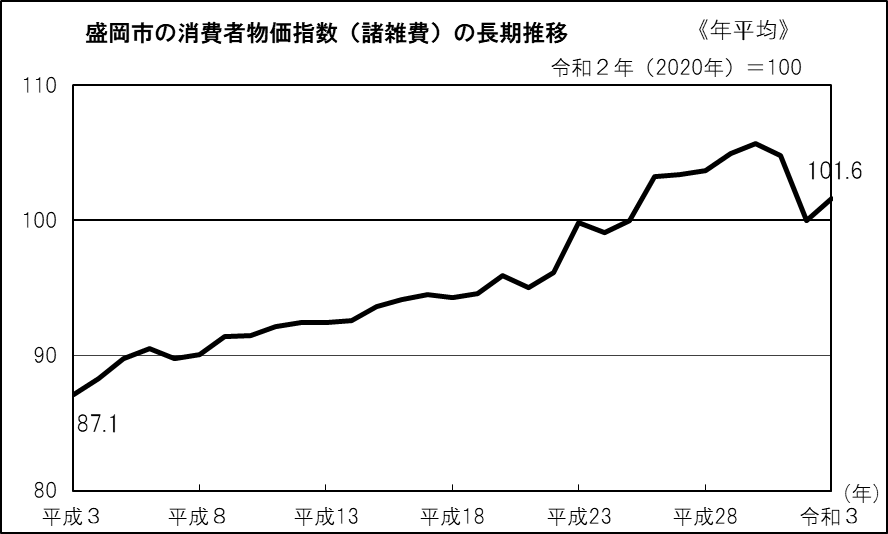 盛岡市の消費者物価指数（諸雑費）の長期推移
《年平均》
令和２年（2020年）＝100
110
100
90
80
101.6
87.1
平成３
平成８
平成13
平成18
平成23
平成28
令和３
（年）